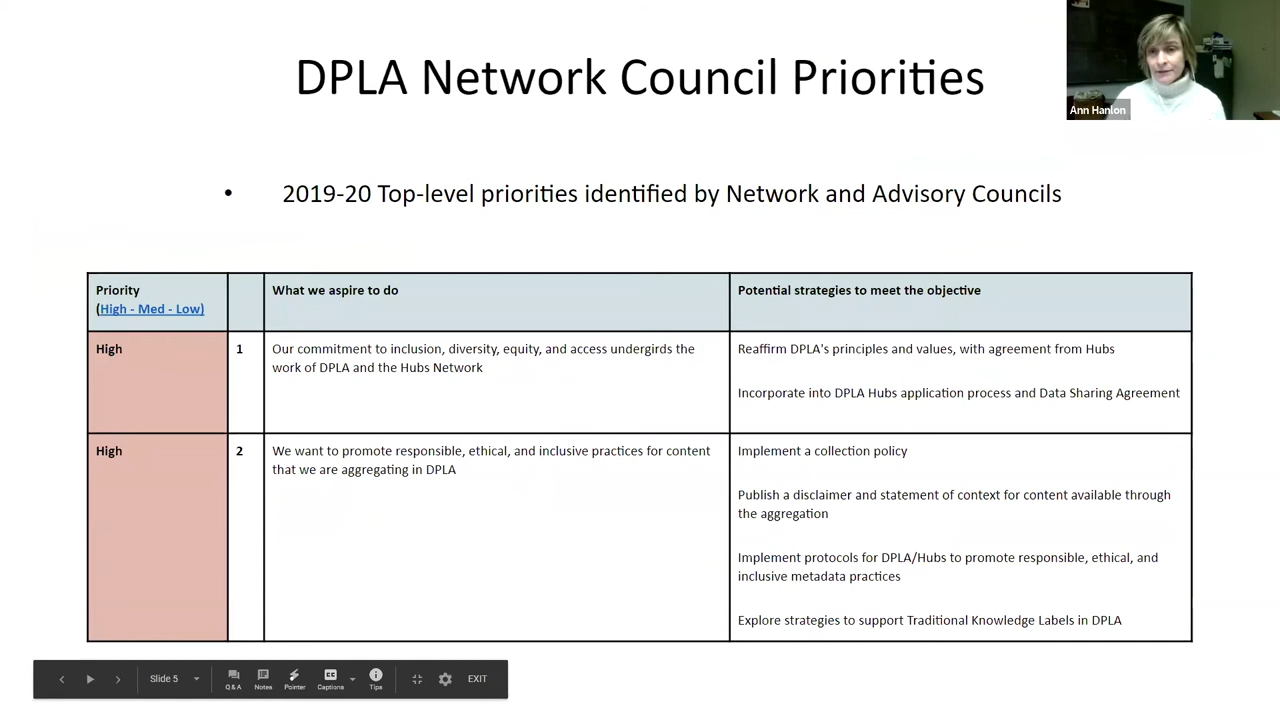 DPLA Network Council Priorities
Ann Hanlon
• 2019-20 Top-level priorities identified by Network and Advisory Councils
Priority
(High - Med - Low)
What we aspire to do
Potential strategies to meet the objective
High
1
Our commitment to inclusion, diversity, equity, and access undergirds the
work of DPLA and the Hubs Network
Reaffirm DPLA's principles and values, with agreement from Hubs
Incorporate into DPLA Hubs application process and Data Sharing Agreement
High
2
We want to promote responsible, ethical, and inclusive practices for content
that we are aggregating in DPLA
Implement a collection policy
Publish a disclaimer and statement of context for content available through
the aggregation
Implement protocols for DPLA/Hubs to promote responsible, ethical, and
inclusive metadata practices
Explore strategies to support Traditional Knowledge Labels in DPLA
Slide 5
Q & A
Notes
Pointer
CC
Captions
Tips
EXIT